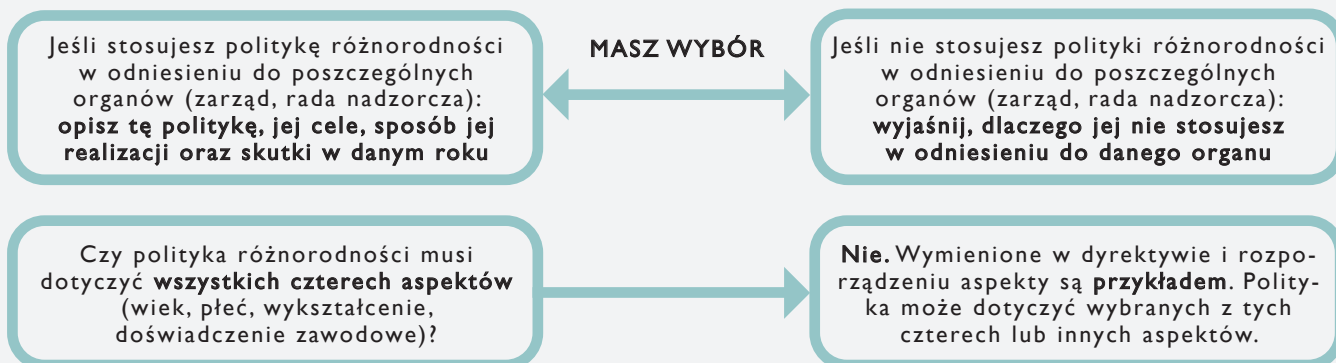 Jeśli stosujesz politykę różnorodności
w odniesieniu do poszczególnych
organów (zarząd, rada nadzorcza):
opisz tę politykę, jej cele, sposób jej
realizacji oraz skutki w danym roku
MASZ WYBÓR
Jeśli nie stosujesz polityki różnorodności
w odniesieniu do poszczególnych
organów (zarząd, rada nadzorcza):
wyjaśnij, dlaczego jej nie stosujesz
w odniesieniu do danego organu
Czy polityka różnorodności musi
dotyczyć wszystkich czterech aspektów
(wiek, płeć, wykształcenie,
doświadczenie zawodowe)?
Nie. Wymienione w dyrektywie i rozpo-
rządzeniu aspekty są przykładem. Polity-
ka może dotyczyć wybranych z tych
czterech lub innych aspektów.